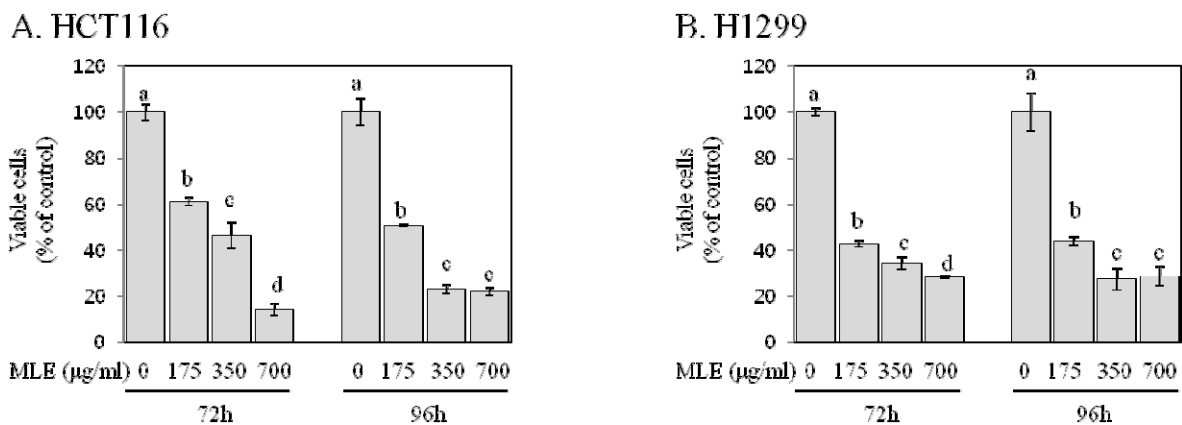 A. HCT116
120
100
80
60
40
20
0
Viable cells
(% of control)
a
b
c
d
a
b
c
c
MLE (µg/ml) 0 175 350 700 0 175 350 700
72h 96h
B. H1299
120
100
80
60
40
20
0
Viable cells
(% of control)
a
b
c
d
a
b
c
c
MLE (µg/ml) 0 175 350 700 0 175 350 700
72h 96h